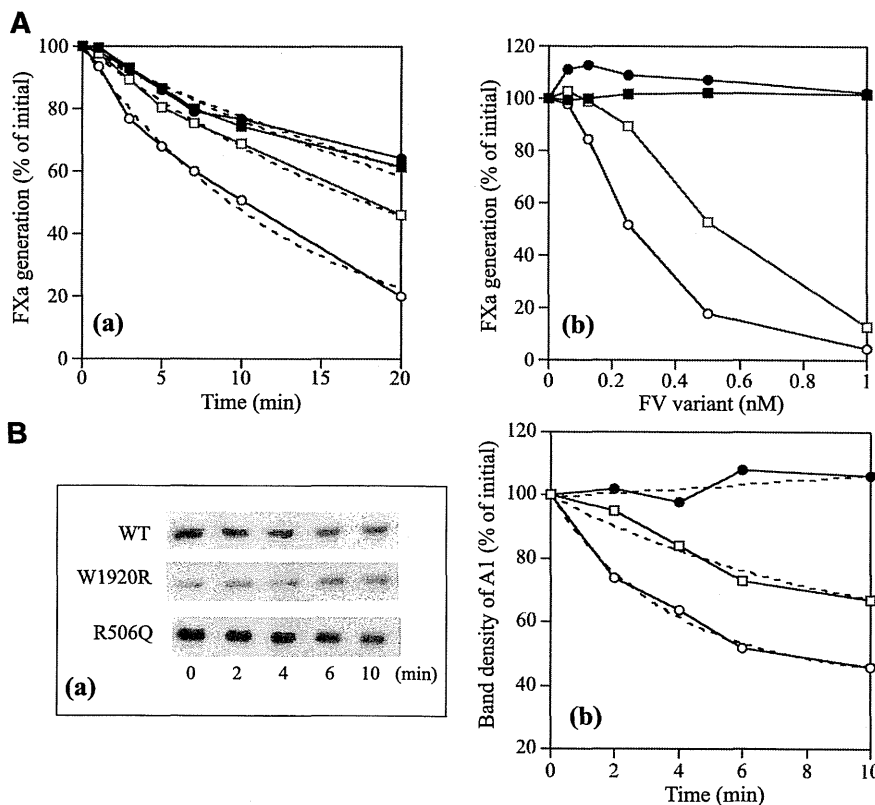 A
FXa generation (% of initial)
100
80
60
40
20
0
(a)
0
5
10
15
20
Time (min)
FXa generation (% of initial)
120
100
80
60
40
20
0
(b)
0
0.2
0.4
0.6
0.8
1
FV variant (nM)
B
WT
W1920R
R506Q
0 2 4 6 10 (min)
(a)
Band density of A1 (% of initial)
120
100
80
60
40
20
(b)
0
2
4
6
8
10
Time (min)